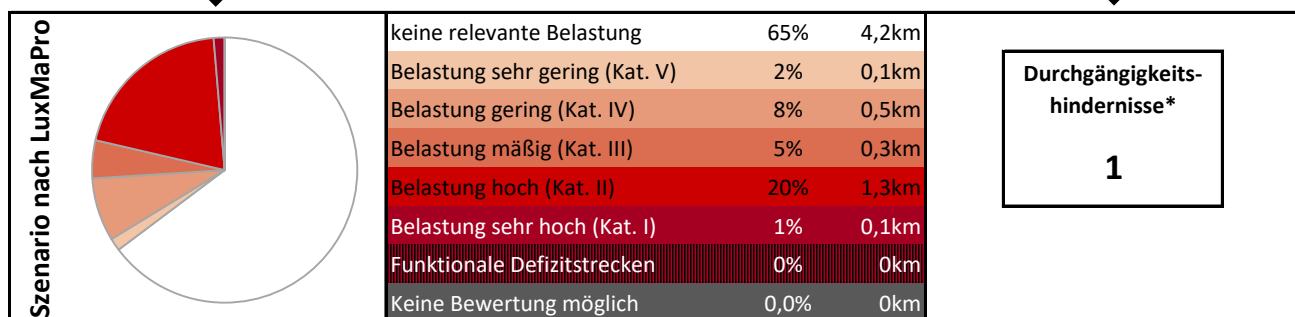 Szenario nach LuxMaPro
keine relevante Belastung 65% 4,2km
Belastung sehr gering (Kat. V) 2% 0,1km
Belastung gering (Kat. IV) 8% 0,5km
Belastung mäßig (Kat. III) 5% 0,3km
Belastung hoch (Kat. II) 20% 1,3km
Belastung sehr hoch (Kat. I) 1% 0,1km
Funktionale Defizitstrecken 0% 0km
Keine Bewertung möglich 0,0% 0km
Durchgängigkeits-
hindernisse*
1